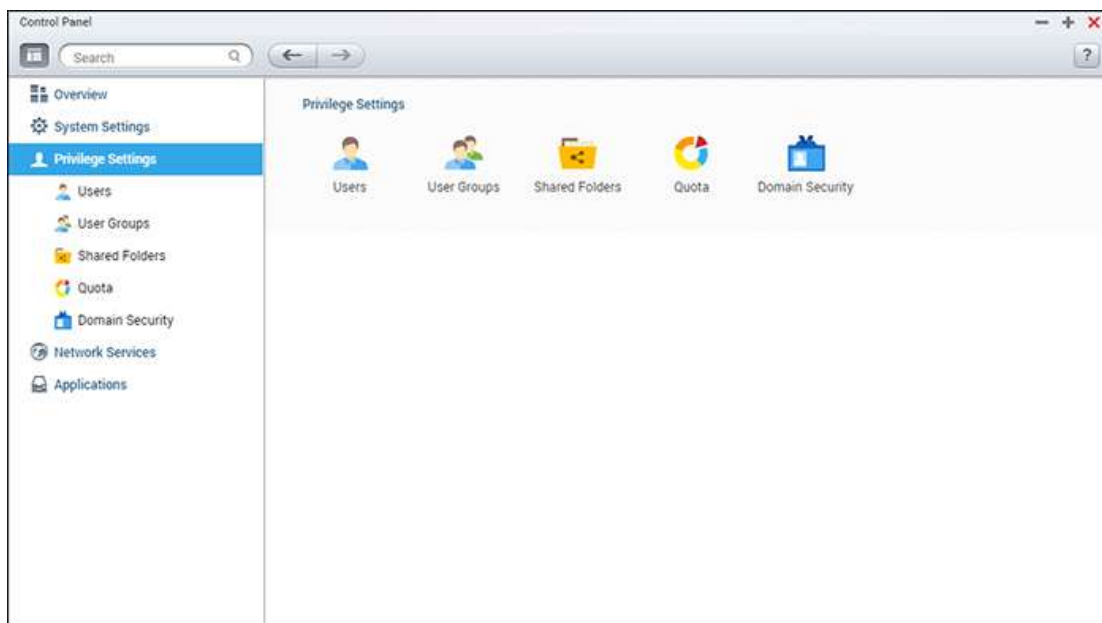 Control Panel
Search
?
Overview
System Settings
Privilege Settings
Users
User Groups
Shared Folders
Quota
Domain Security
Network Services
Applications
Privilege Settings
Users
User Groups
Shared Folders
Quota
Domain Security